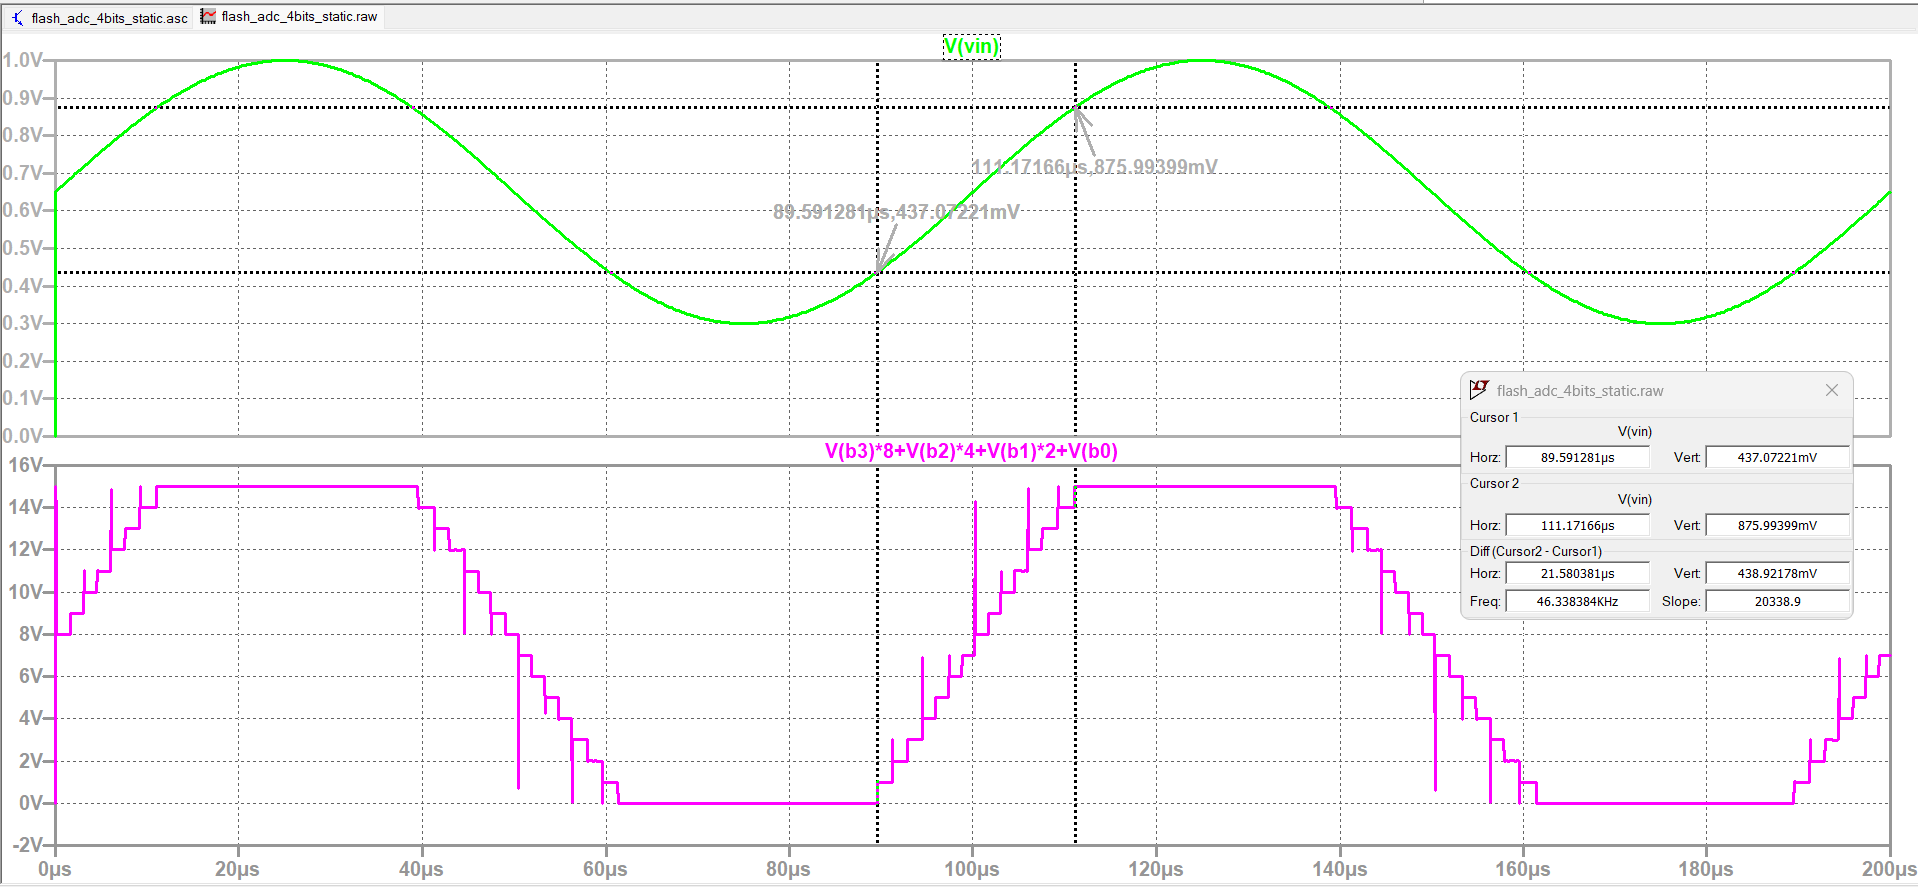 flash_adc_4bits_static.asc
flash_adc_4bits_static.raw
V(vin)
1.0V
0.9V
0.8V
0.7V
0.6V
0.5V
0.4V
0.3V
0.2V
0.1V
0.0V
111.17166µs,875.99399mV
89.591281µs,437.07221mV
V(b3)*8+V(b2)*4+V(b1)*2+V(b0)
16V
14V
12V
10V
8V
6V
4V
2V
0V
-2V
0µs 20µs 40µs 60µs 80µs 100µs 120µs 140µs 160µs 180µs 200µs
flash_adc_4bits_static.raw
Cursor 1
V(vin)
Horz: 89.591281µs Vert: 437.07221mV
Cursor 2
V(vin)
Horz: 111.17166µs Vert: 875.99399mV
Diff (Cursor2 - Cursor1)
Horz: 21.580381µs Vert: 438.92178mV
Freq: 46.338384KHz Slope: 20338.9